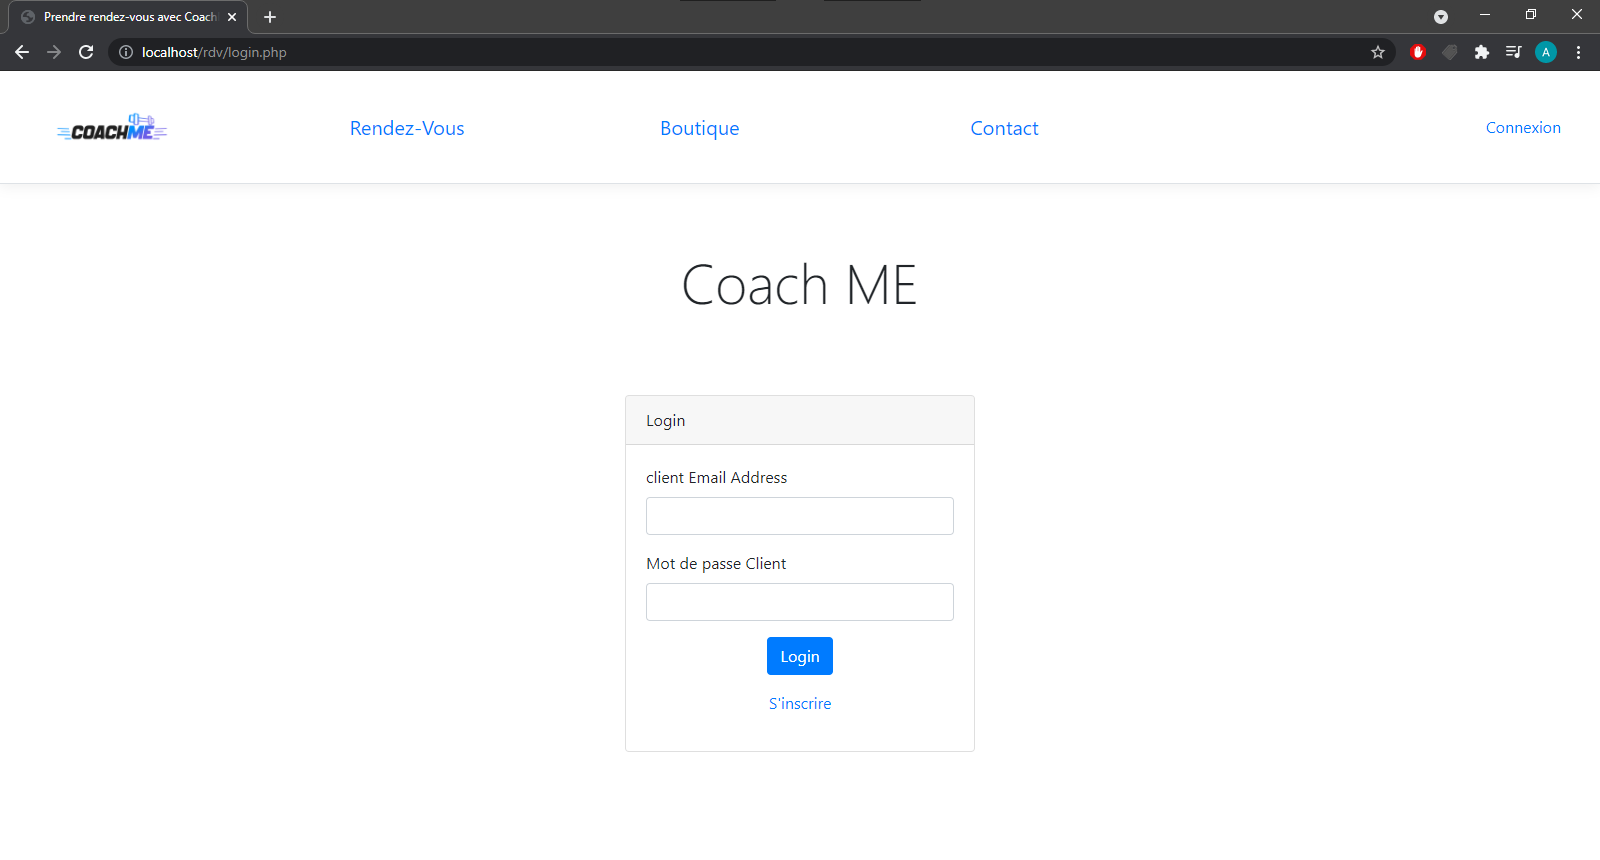 Prendre rendez-vous avec Coach
localhost/rdv/login.php
A
COACHME
Rendez-Vous
Boutique
Contact
Connexion
Coach ME
Login
client Email Address
Mot de passe Client
Login
S'inscrire